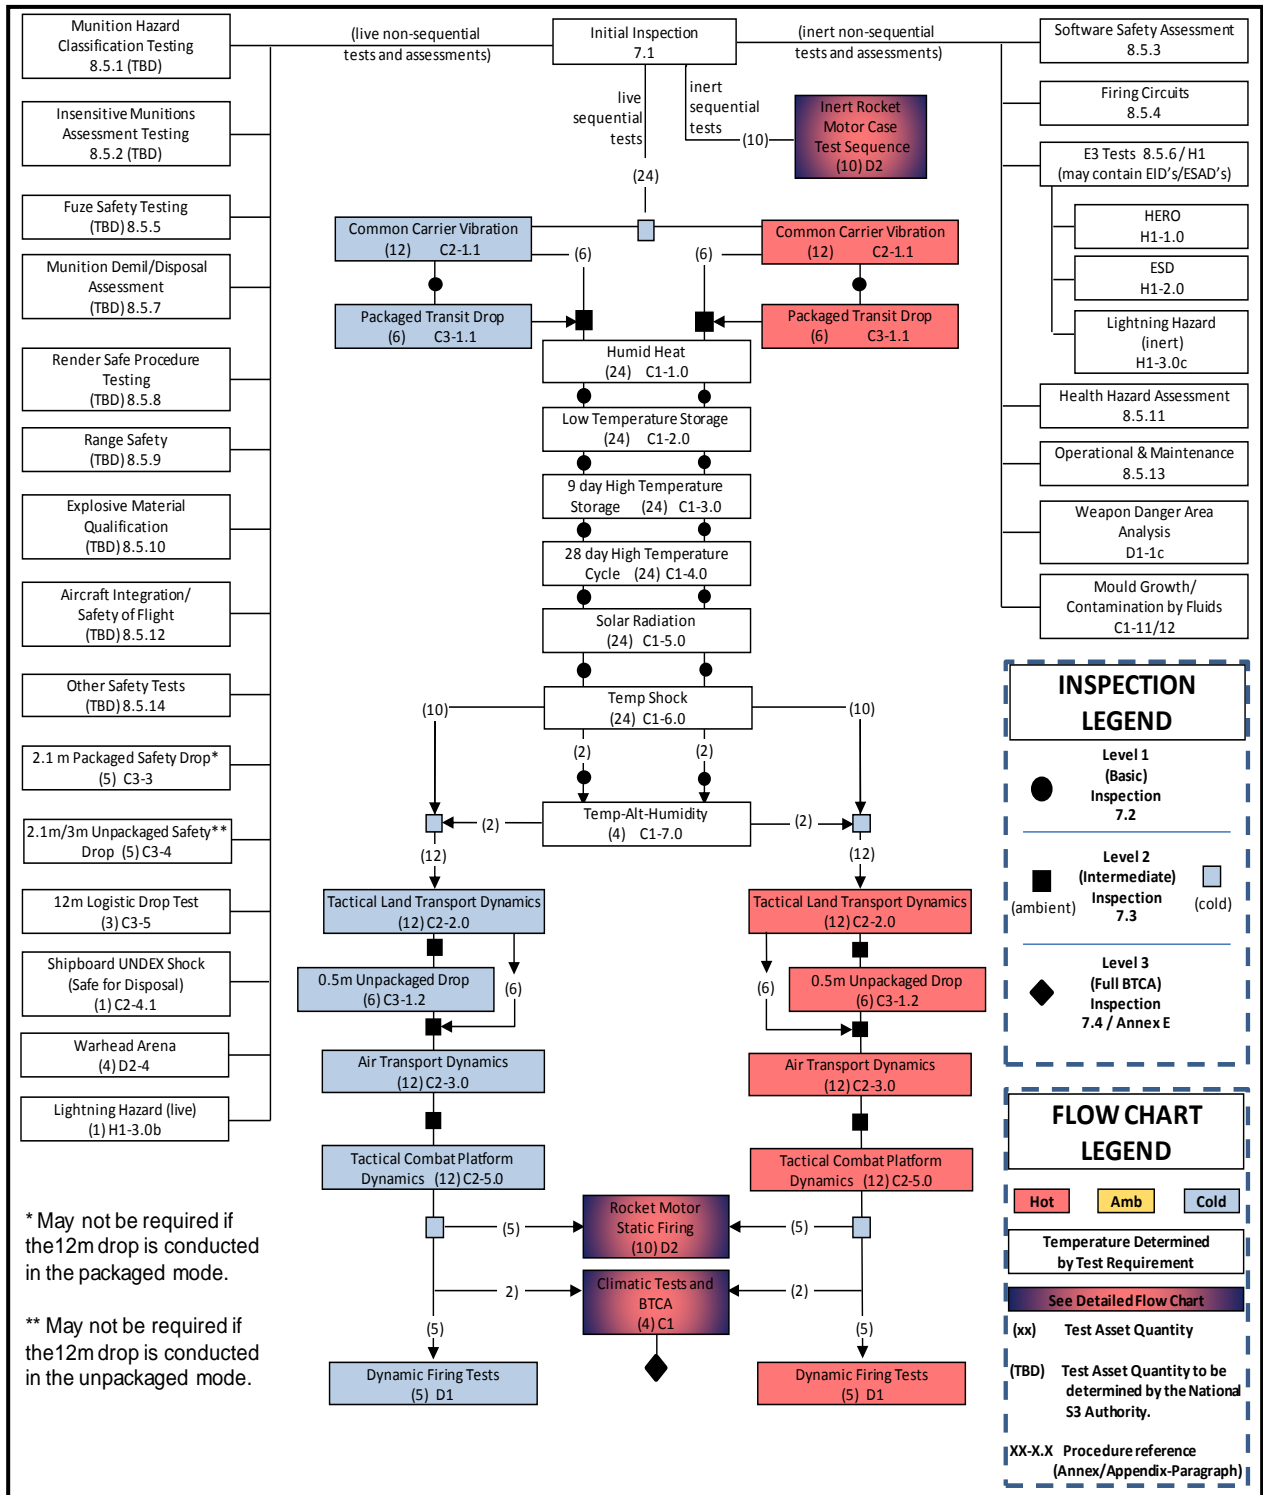 Munition Hazard
Classification Testing
8.5.1 (TBD)
Insensitive Munitions
Assessment Testing
8.5.2 (TBD)
Fuze Safety Testing
(TBD) 8.5.5
Munition Demil/Disposal
Assessment
(TBD) 8.5.7
Render Safe Procedure
Testing
(TBD) 8.5.8
Range Safety
(TBD) 8.5.9
Explosive Material
Qualification
(TBD) 8.5.10
Aircraft Integration/
Safety of Flight
(TBD) 8.5.12
Other Safety Tests
(TBD) 8.5.14
2.1 m Packaged Safety Drop*
(5) C3-3
2.1m/3m Unpackaged Safety**
Drop (5) C3-4
12m Logistic Drop Test
(3) C3-5
Shipboard UNDEX Shock
(Safe for Disposal)
(1) C2-4.1
Warhead Arena
(4) D2-4
Lightning Hazard (live)
(1) H1-3.0b
* May not be required if
the12m drop is conducted
in the packaged mode.
** May not be required if
the12m drop is conducted
in the unpackaged mode.
(live non-sequential
tests and assessments)
Initial Inspection
7.1
(inert non-sequential
tests and assessments)
live
sequential
tests
inert
sequential
tests
(10)
Inert Rocket
Motor Case
Test Sequence
(10) D2
(24)
Common Carrier Vibration
(12) C2-1.1
(6)
(6)
Common Carrier Vibration
(12) C2-1.1
Packaged Transit Drop
(6) C3-1.1
Packaged Transit Drop
(6) C3-1.1
Humid Heat
(24) C1-1.0
Low Temperature Storage
(24) C1-2.0
9 day High Temperature
Storage (24) C1-3.0
28 day High Temperature
Cycle (24) C1-4.0
Solar Radiation
(24) C1-5.0
Temp Shock
(24) C1-6.0
(10)
(10)
(2)
(2)
Temp-Alt-Humidity
(4) C1-7.0
(2)
(2)
(12)
(12)
Tactical Land Transport Dynamics
(12) C2-2.0
Tactical Land Transport Dynamics
(12) C2-2.0
0.5m Unpackaged Drop
(6) C3-1.2
(6)
(6)
0.5m Unpackaged Drop
(6) C3-1.2
Air Transport Dynamics
(12) C2-3.0
Air Transport Dynamics
(12) C2-3.0
Tactical Combat Platform
Dynamics (12) C2-5.0
Tactical Combat Platform
Dynamics (12) C2-5.0
(5)
Rocket Motor
Static Firing
(10) D2
(5)
2)
Climatic Tests and
BTCA
(4) C1
(2)
(5)
(5)
Dynamic Firing Tests
(5) D1
Dynamic Firing Tests
(5) D1
Software Safety Assessment
8.5.3
Firing Circuits
8.5.4
E3 Tests 8.5.6 / H1
(may contain EID's/ESAD's)
HERO
H1-1.0
ESD
H1-2.0
Lightning Hazard
(inert)
H1-3.0c
Health Hazard Assessment
8.5.11
Operational & Maintenance
8.5.13
Weapon Danger Area
Analysis
D1-1c
Mould Growth/
Contamination by Fluids
C1-11/12
INSPECTION
LEGEND
Level 1
(Basic)
Inspection
7.2
Level 2
(Intermediate)
Inspection
7.3
(ambient)
(cold)
Level 3
(Full BTCA)
Inspection
7.4 / Annex E
FLOW CHART
LEGEND
Hot
Amb
Cold
Temperature Determined
by Test Requirement
See Detailed Flow Chart
(xx) Test Asset Quantity
(TBD) Test Asset Quantity to be
determined by the National
S3 Authority.
XX-X.X Procedure reference
(Annex/Appendix-Paragraph)